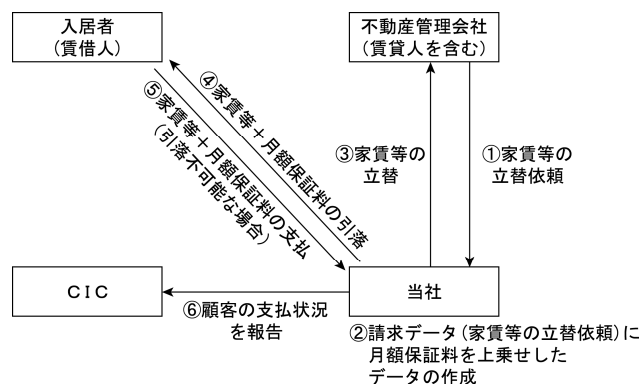 入居者
(賃借人)
不動産管理会社
(賃貸人を含む)
④家賃等+月額保証料の引落
⑤家賃等+月額保証料の支払
(引落不可能な場合)
③家賃等の
立替
①家賃等の
立替依頼
CIC
当社
⑥顧客の支払状況
を報告
②請求データ(家賃等の立替依頼)に
月額保証料を上乗せした
データの作成